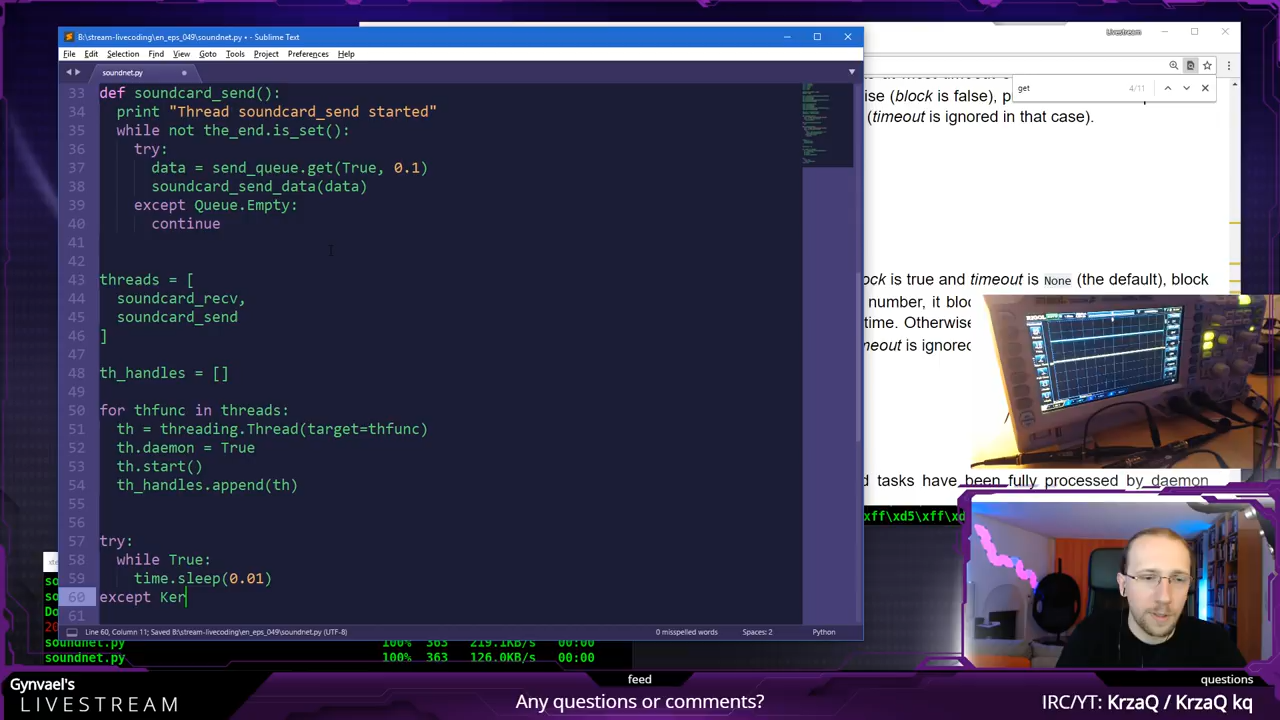 B:\stream-livecoding\en_eps_049\soundnet.py • - Sublime Text
File Edit Selection Find View Goto Tools Project Preferences Help
soundnet.py
33 def soundcard_send():
34 print "Thread soundcard_send started"
35 while not the_end.is_set():
36 try:
37 data = send_queue.get(True, 0.1)
38 soundcard_send_data(data)
39 except Queue.Empty:
40 continue
41
42
43 threads = [
44 soundcard_recv,
45 soundcard_send
46 ]
47
48 th_handles = []
49
50 for thfunc in threads:
51 th = threading.Thread(target=thfunc)
52 th.daemon = True
53 th.start()
54 th_handles.append(th)
55
56
57 try:
58 while True:
59 time.sleep(0.01)
60 except Ker
61
Line 60, Column 11; Saved B:\stream-livecoding\en_eps_049\soundnet.py (UTF-8)
0 misspelled words
Spaces: 2
Python
Livestream
get
4/11
ise (block is false), p
(timeout is ignored in that case).
ock is true and timeout is None (the default), block
number, it bloc
time. Otherwise
meout is ignored
d tasks have been fully processed by daemon
xff\xd5\xff\xd
soundnet.py 100% 363 219.1KB/s 00:00
soundnet.py 100% 363 126.0KB/s 00:00
Gynvael's
LIVESTREAM
feed
Any questions or comments?
questions
IRC/YT: KrzaQ / KrzaQ kq